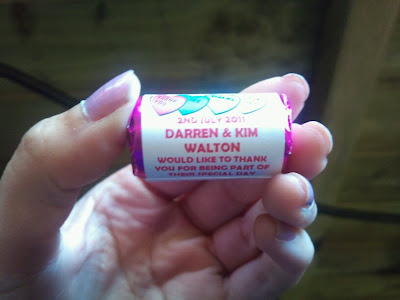 2ND JULY 2011
DARREN & KIM
WALTON
WOULD LIKE TO THANK
YOU FOR BEING PART OF
THEIR SPECIAL DAY